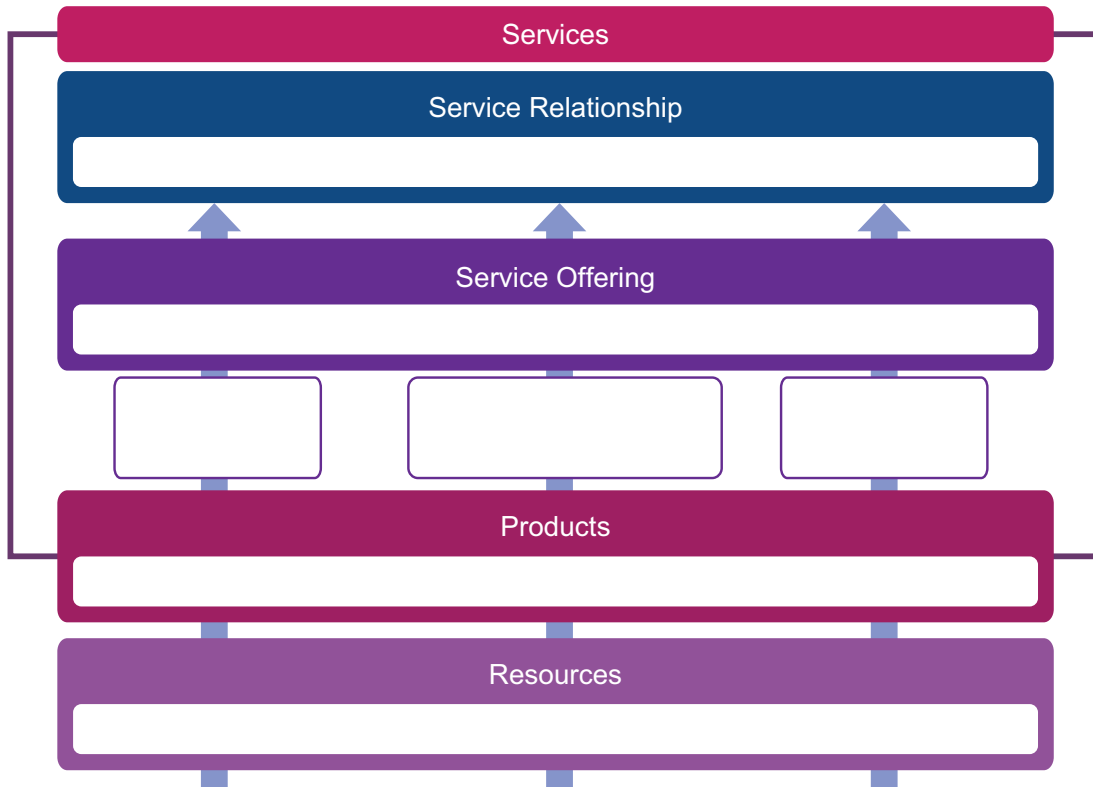 Services
Service Relationship
Service Offering
Products
Resources